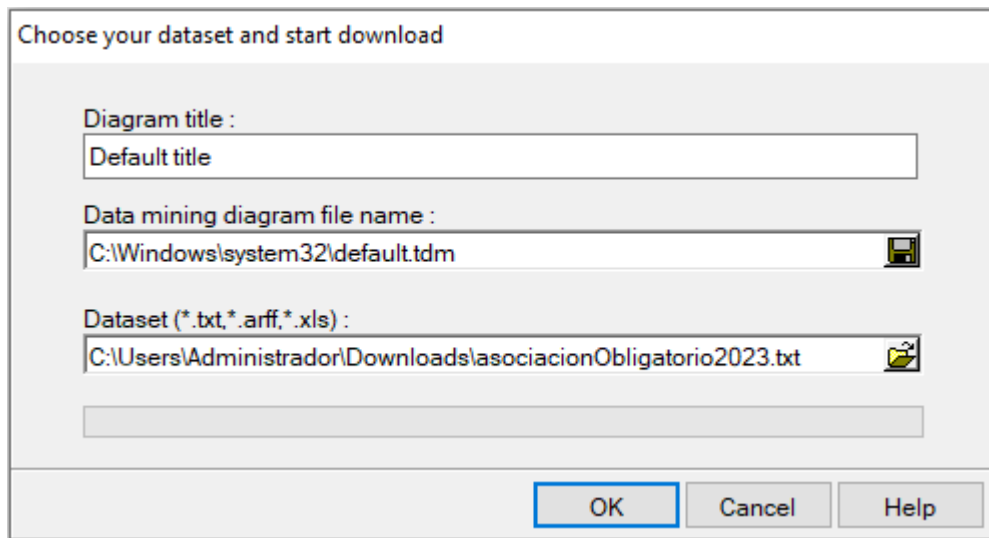 Choose your dataset and start download
Diagram title :
Default title
Data mining diagram file name :
C:\Windows\system32\default.tdm
Dataset (*.txt,*.arff,*.xls) :
C:\Users\Administrador\Downloads\asociacionObligatorio2023.txt
OK
Cancel
Help